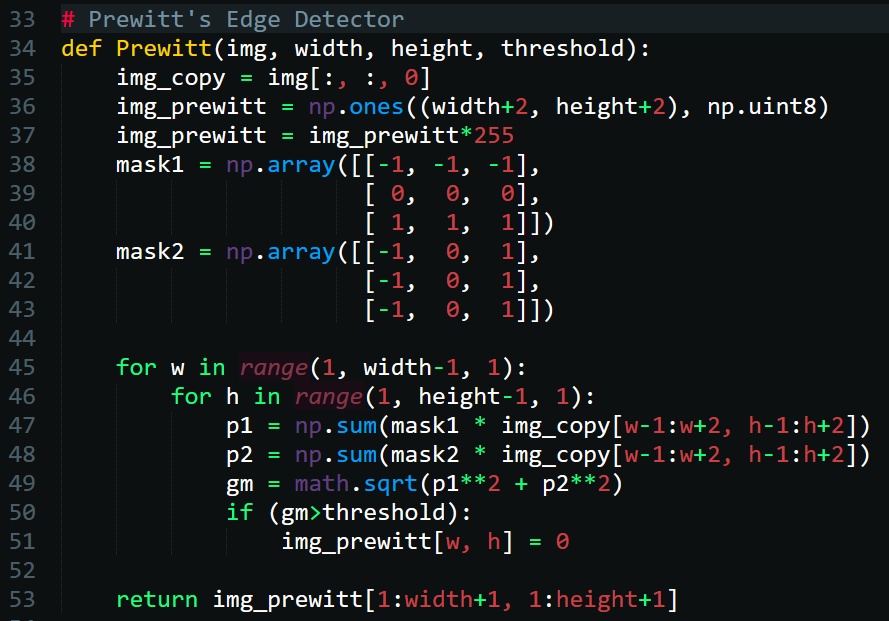 33 # Prewitt's Edge Detector
34 def Prewitt(img, width, height, threshold):
35     img_copy = img[:, :, 0]
36     img_prewitt = np.ones((width+2, height+2), np.uint8)
37     img_prewitt = img_prewitt*255
38     mask1 = np.array([[-1, -1, -1],
39                       [ 0,  0,  0],
40                       [ 1,  1,  1]])
41     mask2 = np.array([[-1,  0,  1],
42                       [-1,  0,  1],
43                       [-1,  0,  1]])
44
45     for w in range(1, width-1, 1):
46         for h in range(1, height-1, 1):
47             p1 = np.sum(mask1 * img_copy[w-1:w+2, h-1:h+2])
48             p2 = np.sum(mask2 * img_copy[w-1:w+2, h-1:h+2])
49             gm = math.sqrt(p1**2 + p2**2)
50             if (gm>threshold):
51                 img_prewitt[w, h] = 0
52
53     return img_prewitt[1:width+1, 1:height+1]